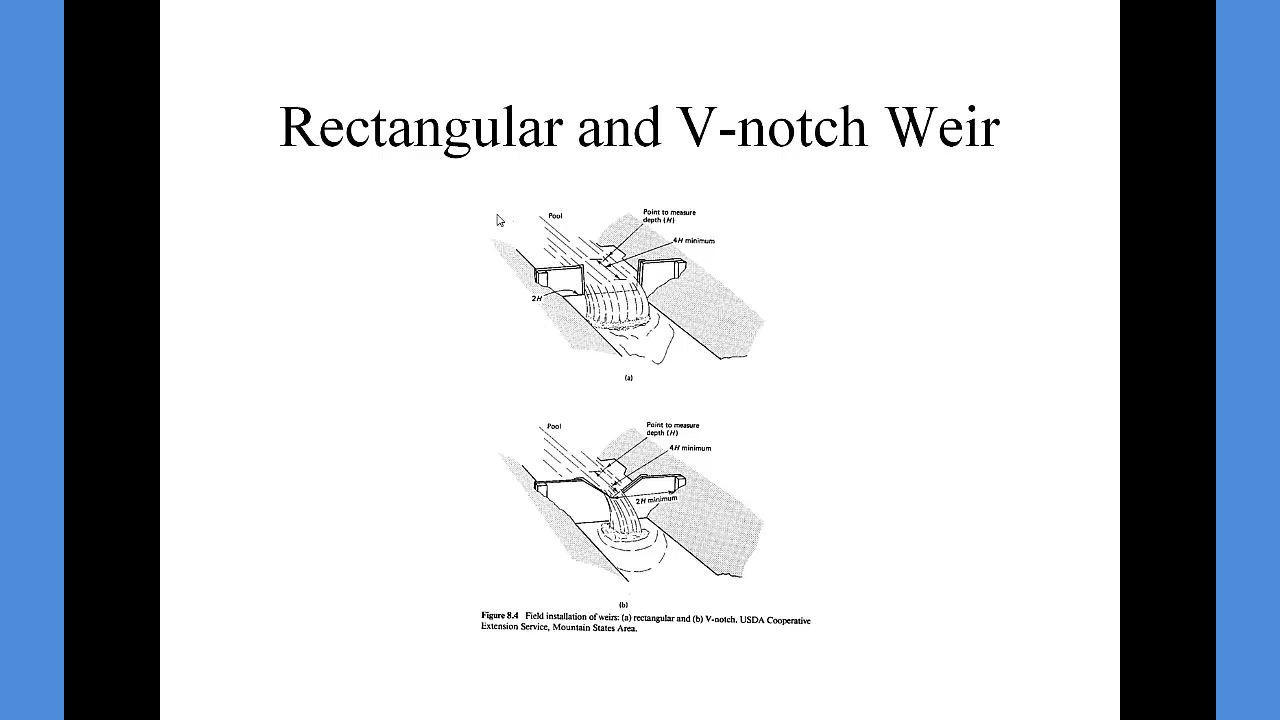 Rectangular and V-notch Weir
Pool
Point to measure
depth (H)
4H minimum
2H
(a)
Pool
Point to measure
depth (H)
4H minimum
2H minimum
(b)
Figure 8.4 Field installation of weirs: (a) rectangular and (b) V-notch. USDA Cooperative
Extension Service, Mountain States Area.